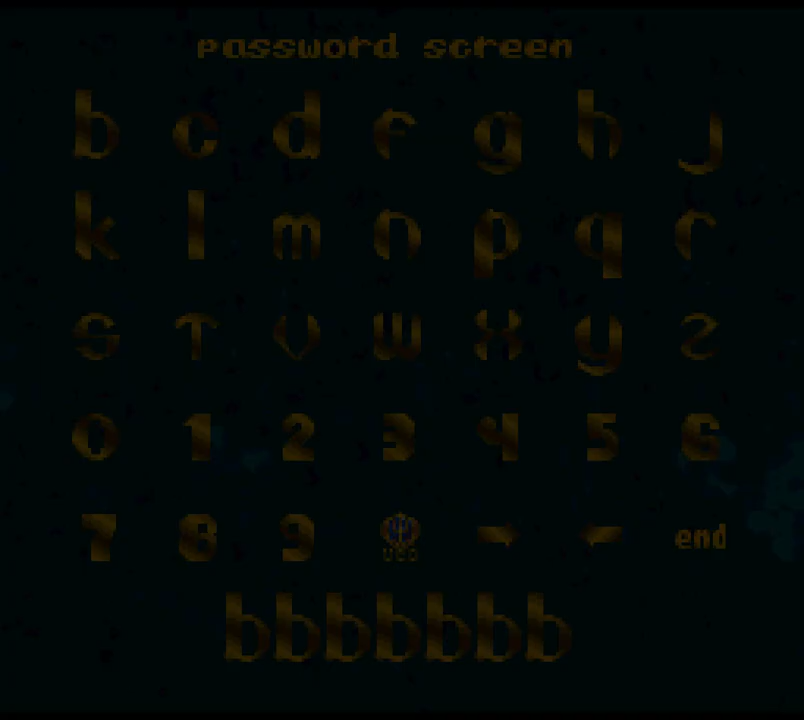 password screen
b c d f g h j
k l m n p q r
s t v w x y z
0 1 2 3 4 5 6
7 8 9 end
bbbbbbb